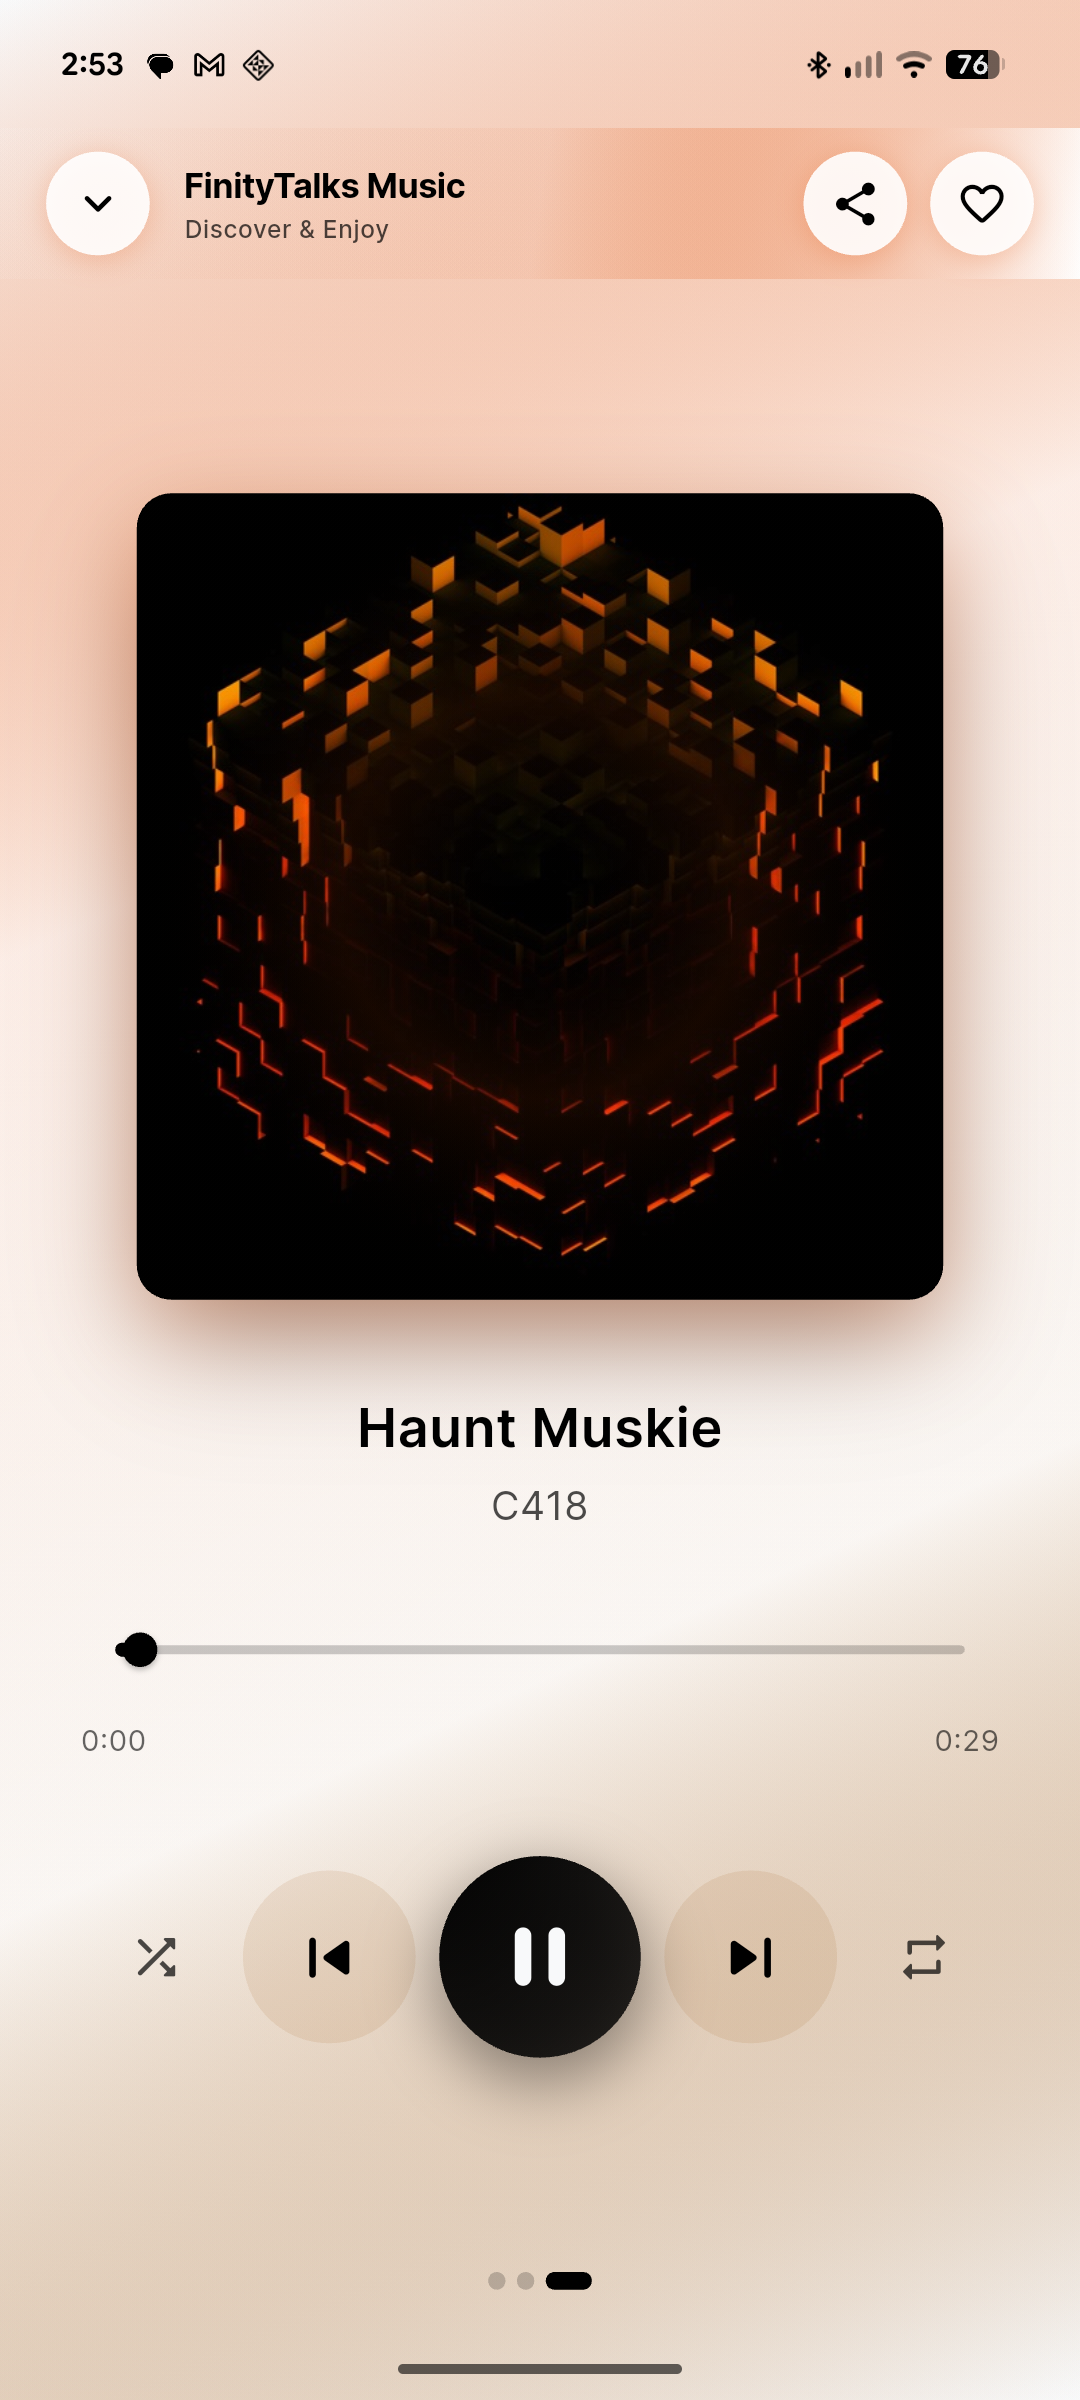 2:53
76
FinityTalks Music
Discover & Enjoy
Haunt Muskie
C418
0:00
0:29